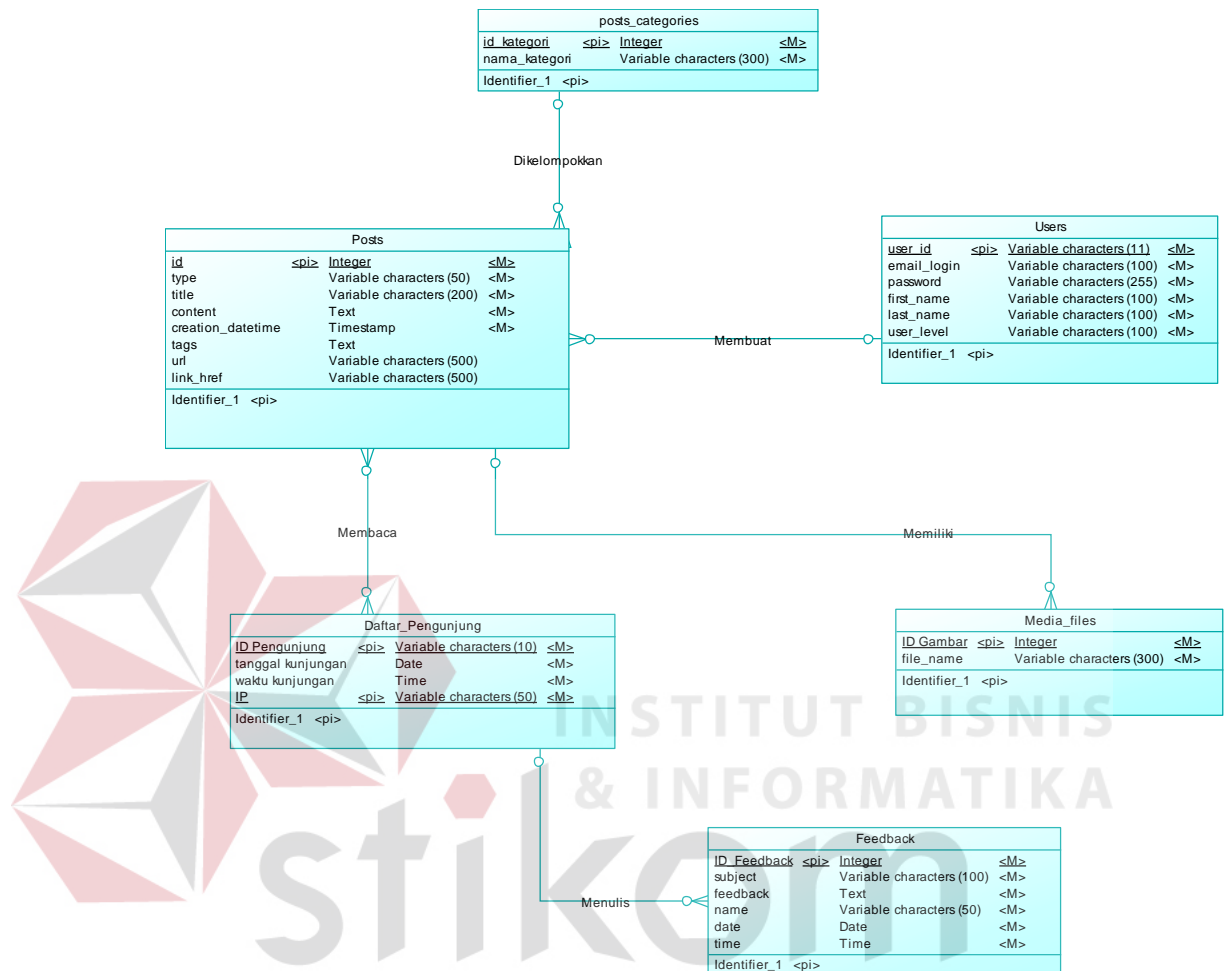 posts_categories
id_kategori <pi> Integer <M>
nama_kategori Variable characters (300) <M>
Identifier_1 <pi>
Dikelompokkan
Posts
id <pi> Integer <M>
type Variable characters (50) <M>
title Variable characters (200) <M>
content Text <M>
creation_datetime Timestamp <M>
tags Text
url Variable characters (500)
link_href Variable characters (500)
Identifier_1 <pi>
Users
user_id <pi> Variable characters (11) <M>
email_login Variable characters (100) <M>
password Variable characters (255) <M>
first_name Variable characters (100) <M>
last_name Variable characters (100) <M>
user_level Variable characters (100) <M>
Identifier_1 <pi>
Membuat
Membaca
Memiliki
Daftar_Pengunjung
ID Pengunjung <pi> Variable characters (10) <M>
tanggal kunjungan Date <M>
waktu kunjungan Time <M>
IP <pi> Variable characters (50) <M>
Identifier_1 <pi>
Media_files
ID Gambar <pi> Integer <M>
file_name Variable characters (300) <M>
Identifier_1 <pi>
INSTITUT BISNIS
& INFORMATIKA
stikom
Menulis
Feedback
ID_Feedback <pi> Integer <M>
subject Variable characters (100) <M>
feedback Text <M>
name Variable characters (50) <M>
date Date <M>
time Time <M>
Identifier_1 <pi>